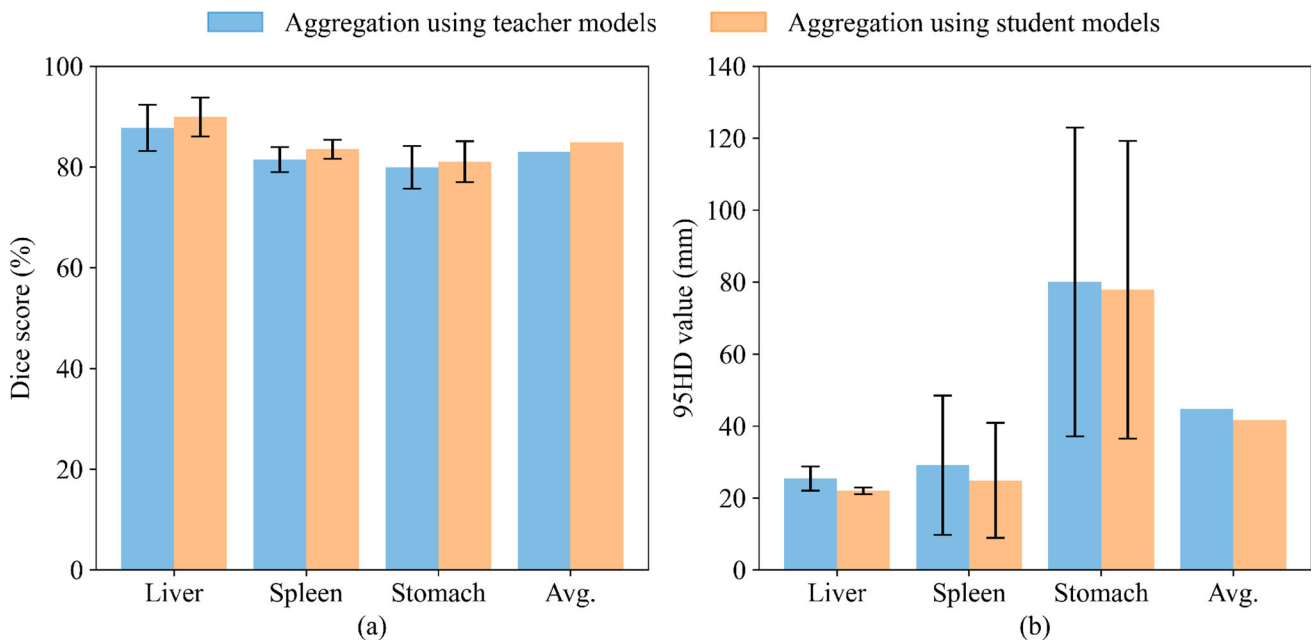 Aggregation using teacher models
Aggregation using student models
Dice score (%)
100
80
60
40
20
0
Liver
Spleen
Stomach
Avg.
(a)
95HD value (mm)
140
120
100
80
60
40
20
0
Liver
Spleen
Stomach
Avg.
(b)